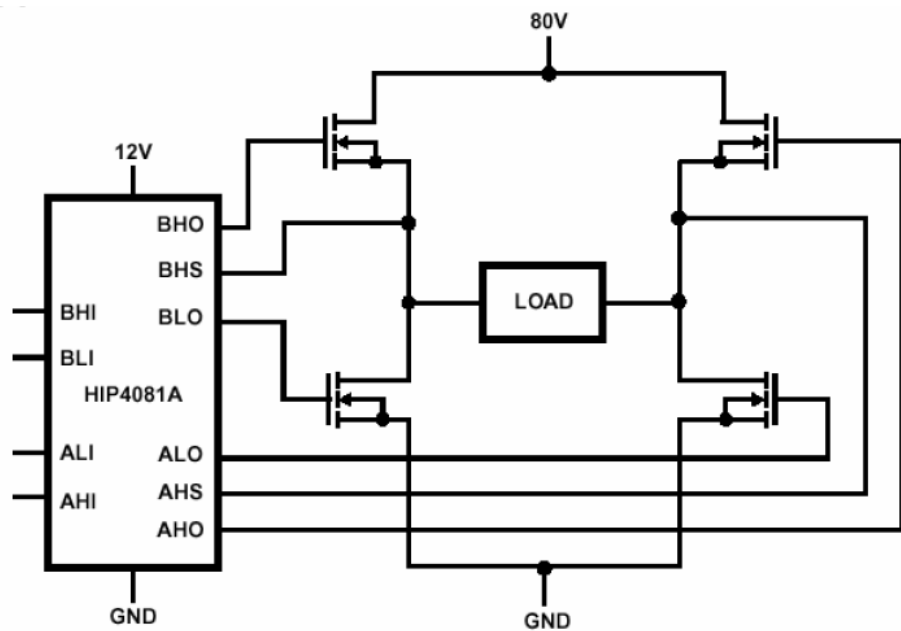 80V
12V
BHO
BHS
BHI
BLO
BLI
HIP4081A
LOAD
ALI
ALO
AHI
AHS
AHO
GND
GND